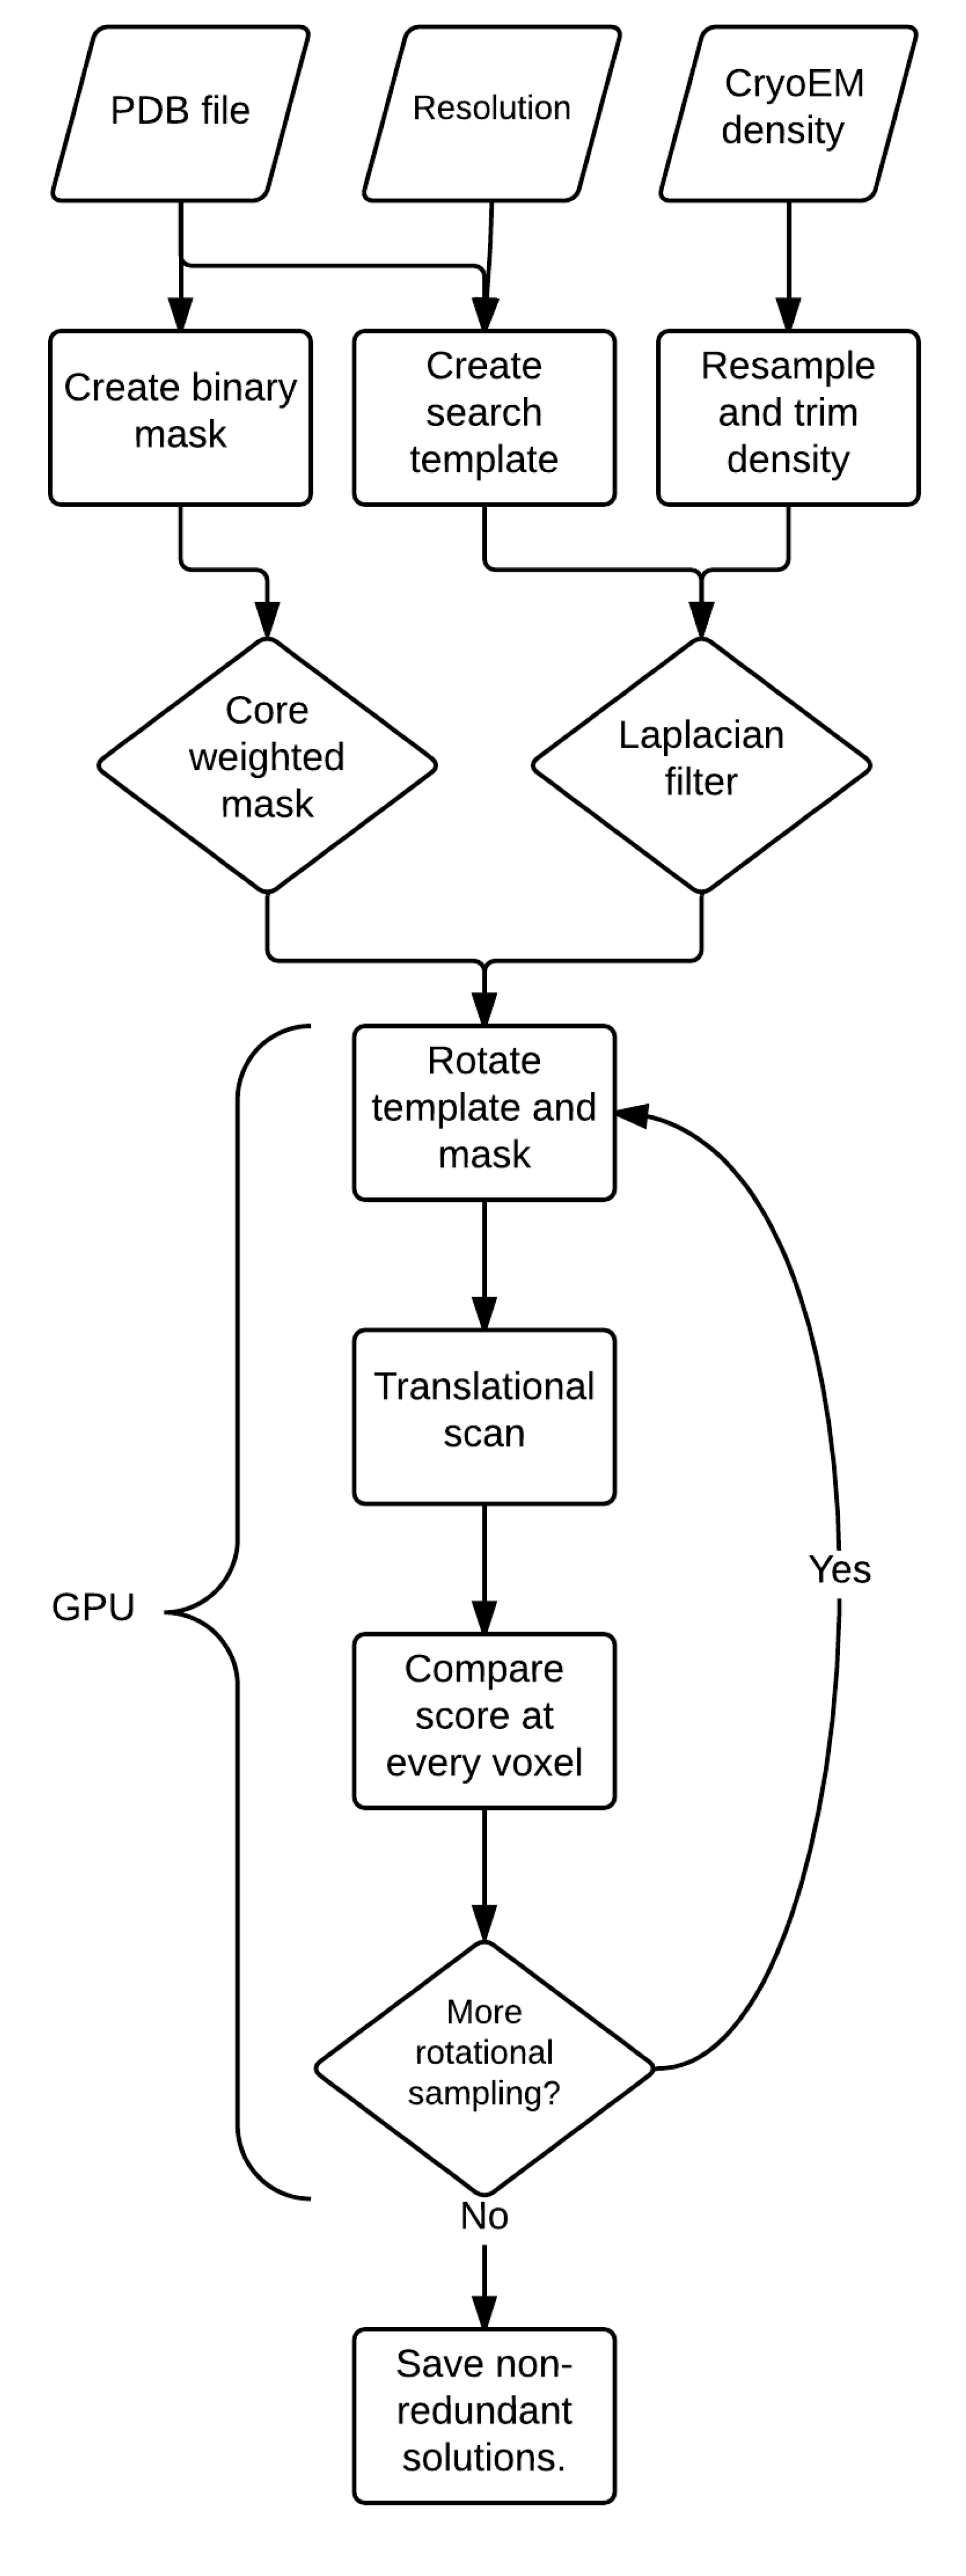 PDB file
Resolution
CryoEM
density
Create binary
mask
Create
search
template
Resample
and trim
density
Core
weighted
mask
Laplacian
filter
Rotate
template and
mask
Translational
scan
Yes
GPU
Compare
score at
every voxel
More
rotational
sampling?
No
Save non-
redundant
solutions.